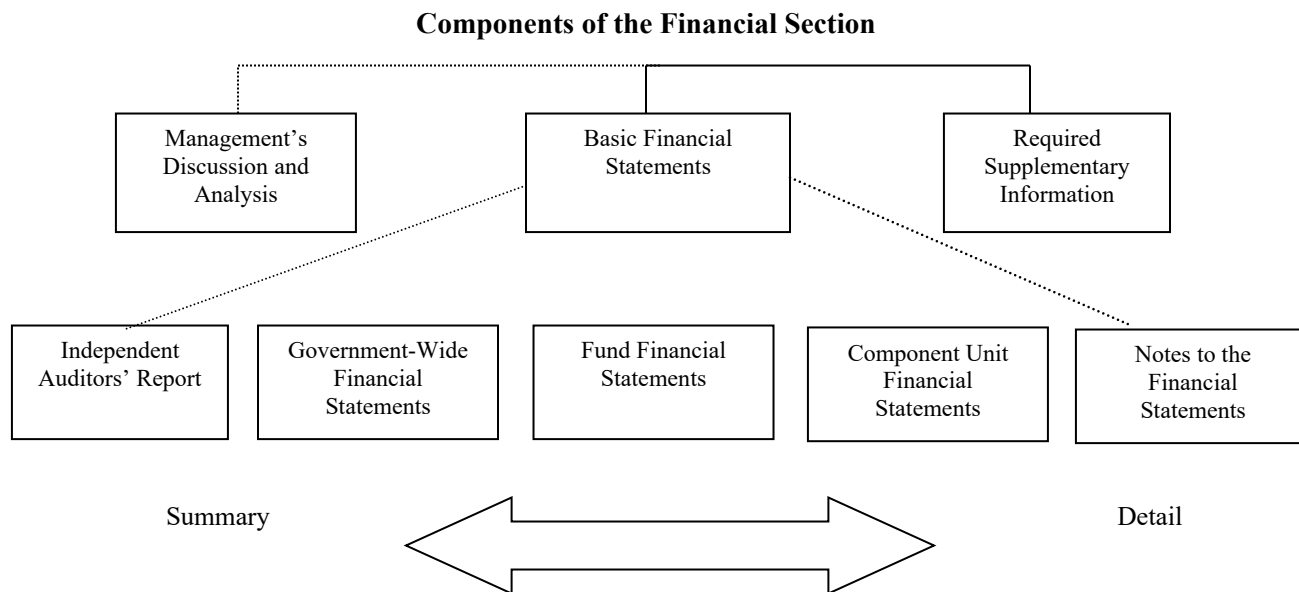 Components of the Financial Section
Management’s
Discussion and
Analysis
Basic Financial
Statements
Required
Supplementary
Information
Independent
Auditors’ Report
Government-Wide
Financial
Statements
Fund Financial
Statements
Component Unit
Financial
Statements
Notes to the
Financial
Statements
Summary
Detail